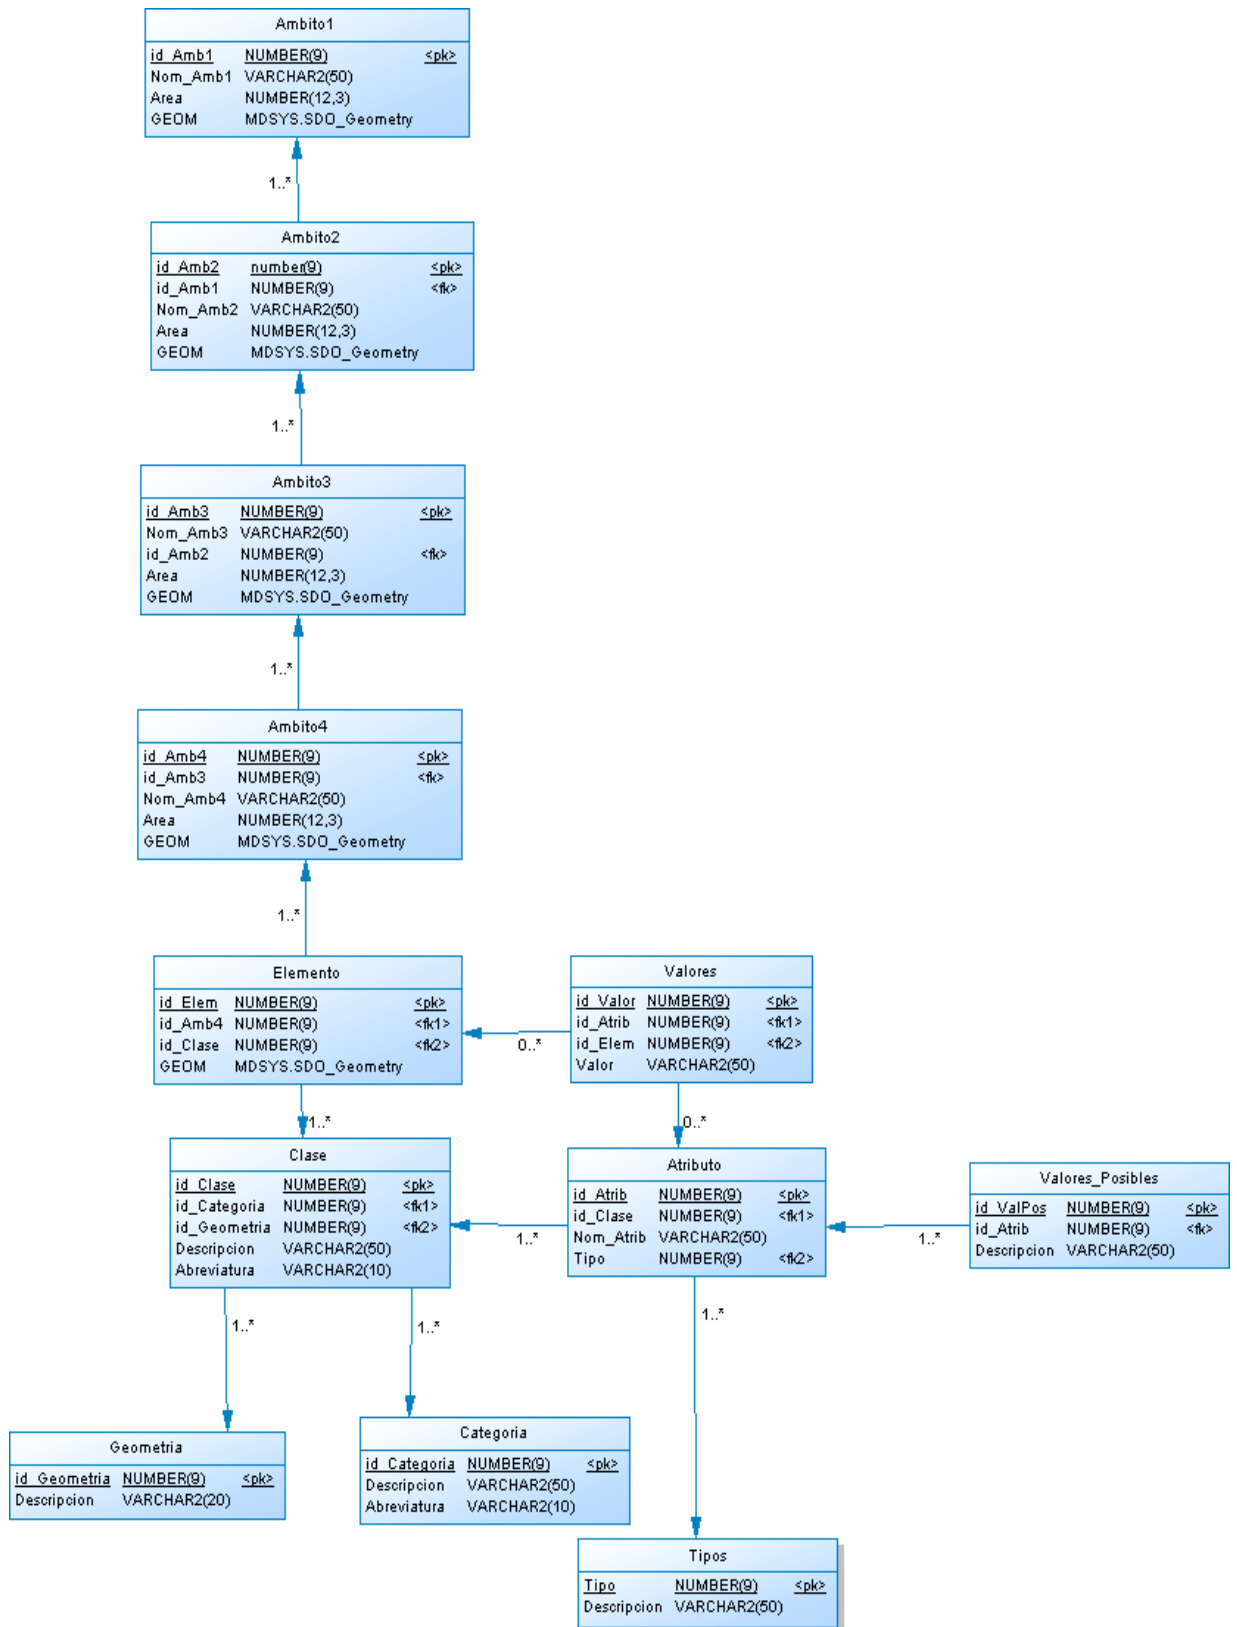 Ambito1
id_Amb1 NUMBER(9) <pk>
Nom_Amb1 VARCHAR2(50)
Area NUMBER(12,3)
GEOM MDSYS.SDO_Geometry
1..*
Ambito2
id_Amb2 number(9) <pk>
id_Amb1 NUMBER(9) <fk>
Nom_Amb2 VARCHAR2(50)
Area NUMBER(12,3)
GEOM MDSYS.SDO_Geometry
1..*
Ambito3
id_Amb3 NUMBER(9) <pk>
Nom_Amb3 VARCHAR2(50)
id_Amb2 NUMBER(9) <fk>
Area NUMBER(12,3)
GEOM MDSYS.SDO_Geometry
1..*
Ambito4
id_Amb4 NUMBER(9) <pk>
id_Amb3 NUMBER(9) <fk>
Nom_Amb4 VARCHAR2(50)
Area NUMBER(12,3)
GEOM MDSYS.SDO_Geometry
1..*
Elemento
id_Elem NUMBER(9) <pk>
id_Amb4 NUMBER(9) <fk1>
id_Clase NUMBER(9) <fk2>
GEOM MDSYS.SDO_Geometry
0..*
Valores
id_Valor NUMBER(9) <pk>
id_Atrib NUMBER(9) <fk1>
id_Elem NUMBER(9) <fk2>
Valor VARCHAR2(50)
1..*
0..*
Clase
id_Clase NUMBER(9) <pk>
id_Categoria NUMBER(9) <fk1>
id_Geometria NUMBER(9) <fk2>
Descripcion VARCHAR2(50)
Abreviatura VARCHAR2(10)
1..*
Atributo
id_Atrib NUMBER(9) <pk>
id_Clase NUMBER(9) <fk1>
Nom_Atrib VARCHAR2(50)
Tipo NUMBER(9) <fk2>
1..*
Valores_Posibles
id_ValPos NUMBER(9) <pk>
id_Atrib NUMBER(9) <fk>
Descripcion VARCHAR2(50)
1..*
1..*
1..*
Geometria
id_Geometria NUMBER(9) <pk>
Descripcion VARCHAR2(20)
Categoria
id_Categoria NUMBER(9) <pk>
Descripcion VARCHAR2(50)
Abreviatura VARCHAR2(10)
Tipos
Tipo NUMBER(9) <pk>
Descripcion VARCHAR2(50)